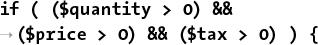 if ( ($quantity > 0) &&
→($price > 0) && ($tax > 0) ) {